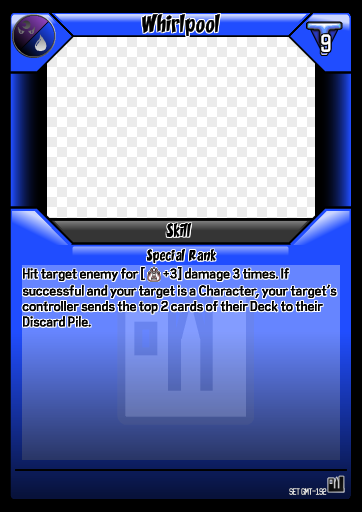 Whirlpool
9
Skill
Special Rank
Hit target enemy for [ +3] damage 3 times. If
successful and your target is a Character, your target's
controller sends the top 2 cards of their Deck to their
Discard Pile.
SET GMT-192